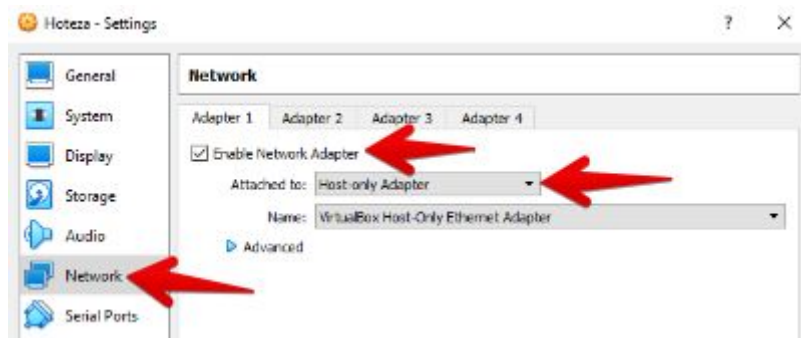 Hoteza - Settings
?
General
System
Display
Storage
Audio
Network
Serial Ports
Network
Adapter 1 Adapter 2 Adapter 3 Adapter 4
Enable Network Adapter
Attached to: Host-only Adapter
Name: VirtualBox Host-Only Ethernet Adapter
Advanced